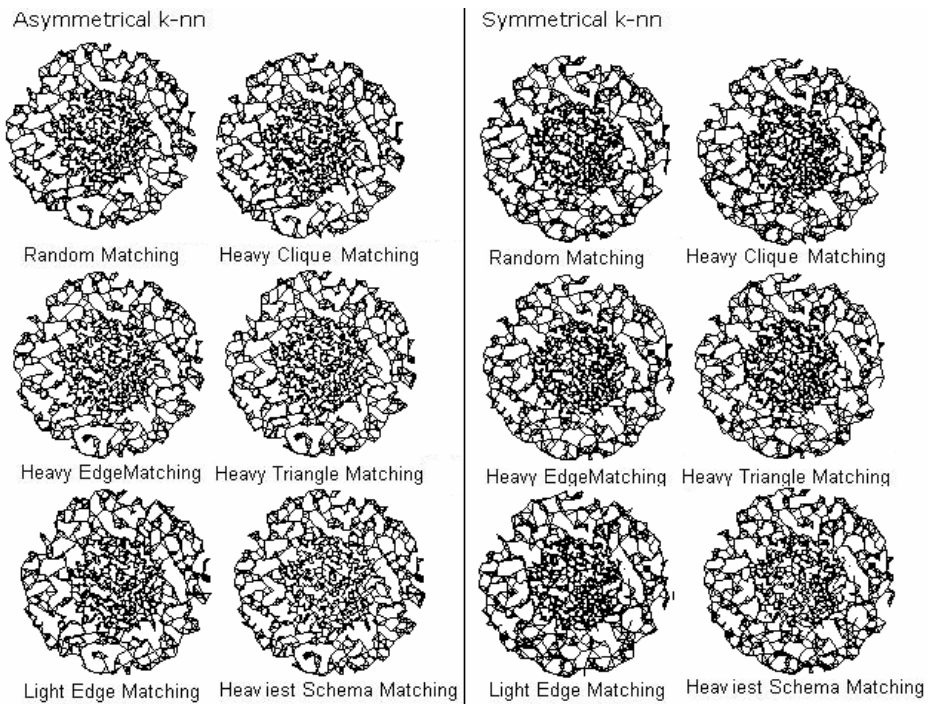 Asymmetrical k-nn
Random Matching
Heavy Clique Matching
Heavy EdgeMatching
Heavy Triangle Matching
Light Edge Matching
Heaviest Schema Matching
Symmetrical k-nn
Random Matching
Heavy Clique Matching
Heavy EdgeMatching
Heavy Triangle Matching
Light Edge Matching
Heaviest Schema Matching